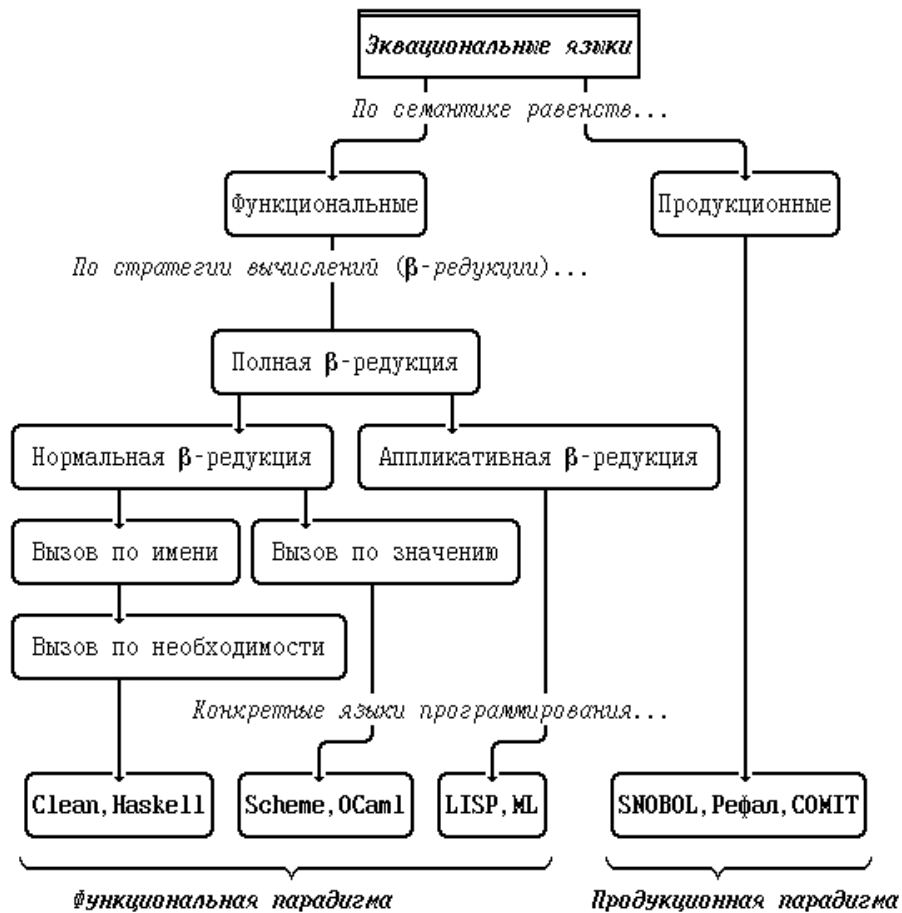 Эквациональные языки
По семантике равенств...
Функциональные
Продукционные
По стратегии вычислений (β-редукции)...
Полная β-редукция
Нормальная β-редукция
Аппликативная β-редукция
Вызов по имени
Вызов по значению
Вызов по необходимости
Конкретные языки программирования...
Clean, Haskell
Scheme, OCaml
LISP, ML
SNOBOL, Рефал, COMIT
Функциональная парадигма
Продукционная парадигма